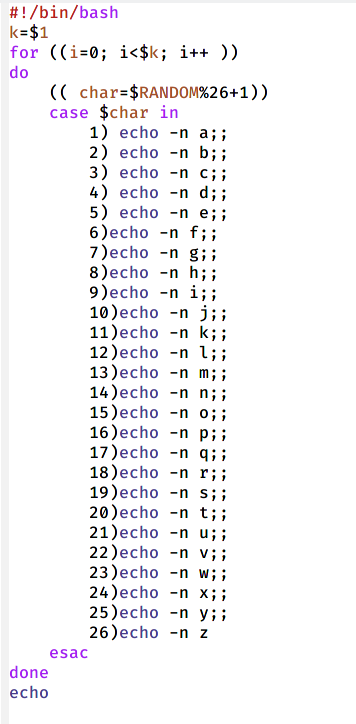 #!/bin/bash
k=$1
for ((i=0; i<$k; i++ ))
do
    (( char=$RANDOM%26+1))
    case $char in
        1) echo -n a;;
        2) echo -n b;;
        3) echo -n c;;
        4) echo -n d;;
        5) echo -n e;;
        6)echo -n f;;
        7)echo -n g;;
        8)echo -n h;;
        9)echo -n i;;
        10)echo -n j;;
        11)echo -n k;;
        12)echo -n l;;
        13)echo -n m;;
        14)echo -n n;;
        15)echo -n o;;
        16)echo -n p;;
        17)echo -n q;;
        18)echo -n r;;
        19)echo -n s;;
        20)echo -n t;;
        21)echo -n u;;
        22)echo -n v;;
        23)echo -n w;;
        24)echo -n x;;
        25)echo -n y;;
        26)echo -n z
    esac
done
echo